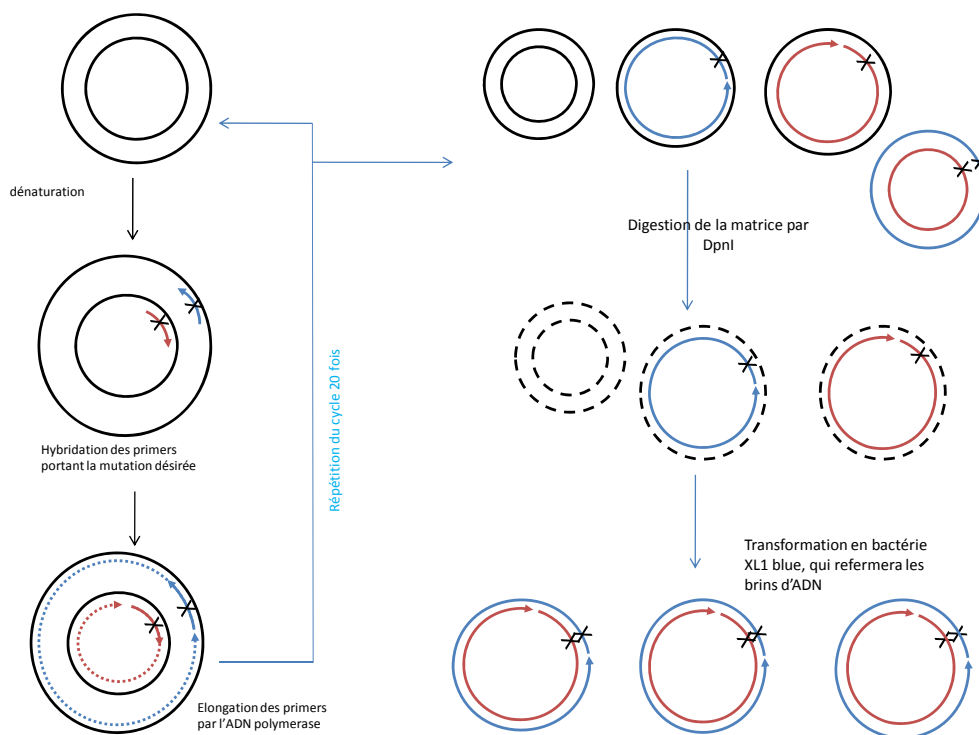 dénaturation
Hybridation des primers
portant la mutation désirée
Elongation des primers
par l'ADN polymerase
Répétition du cycle 20 fois
Digestion de la matrice par
DpnI
Transformation en bactérie
XL1 blue, qui refermera les
brins d'ADN